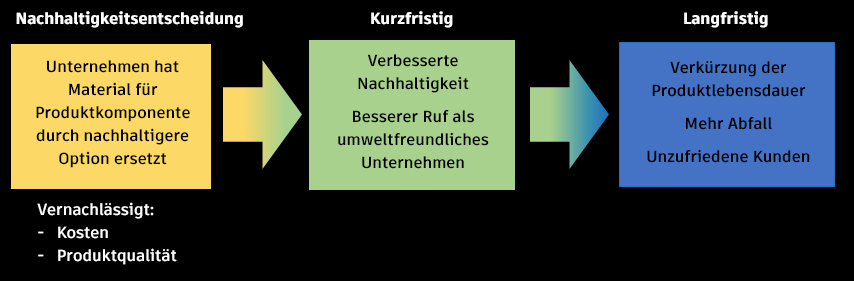 Nachhaltigkeitsentscheidung
Unternehmen hat
Material für
Produktkomponente
durch nachhaltigere
Option ersetzt
Vernachlässigt:
- Kosten
- Produktqualität
Kurzfristig
Verbesserte
Nachhaltigkeit
Besserer Ruf als
umweltfreundliches
Unternehmen
Langfristig
Verkürzung der
Produktlebensdauer
Mehr Abfall
Unzufriedene Kunden